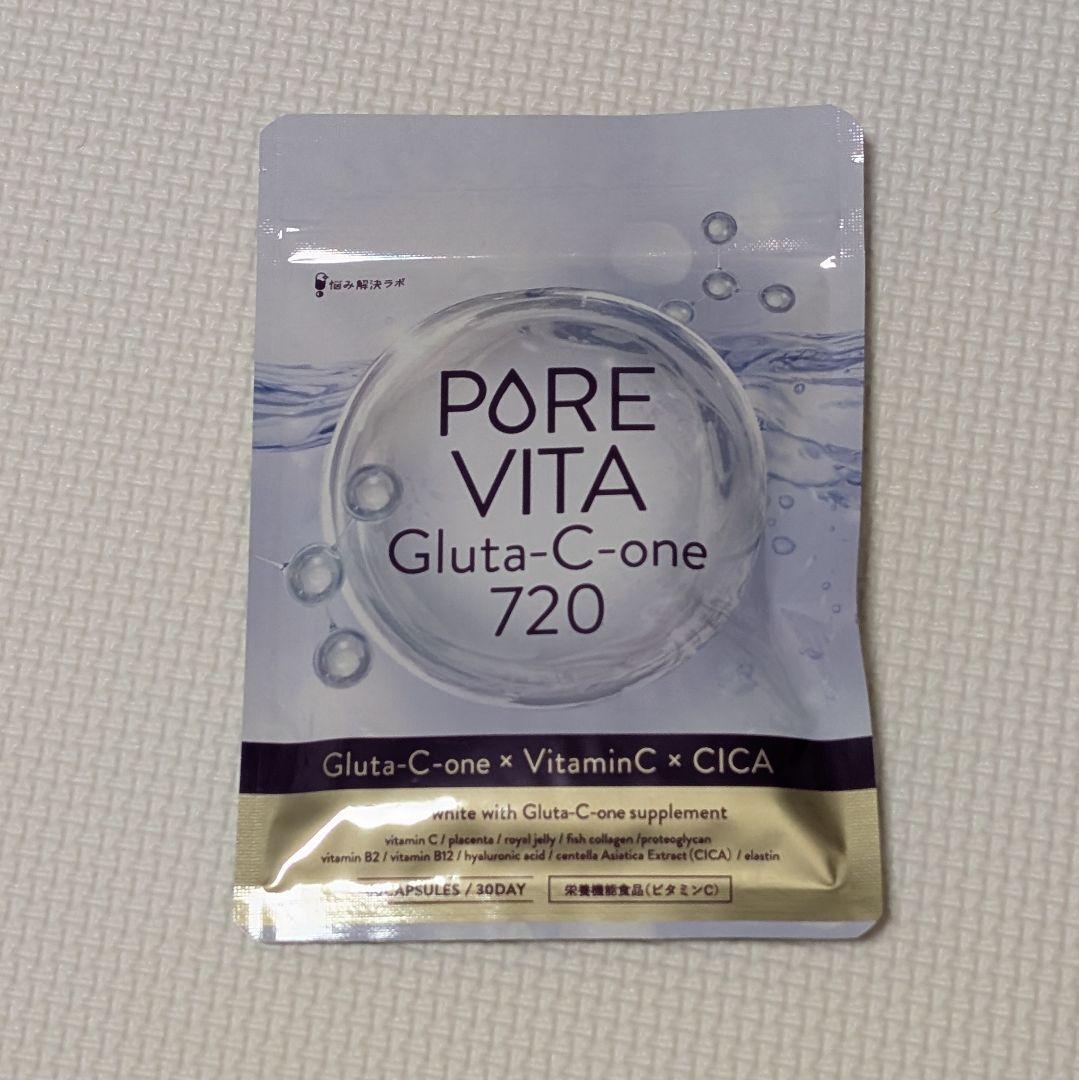 悩み解決ラボ
PORE
VITA
Gluta-C-one
720
Gluta-C-one × VitaminC × CICA
white with Gluta-C-one supplement
vitamin C / placenta / royal jelly / fish collagen /proteoglycan
vitamin B2 / vitamin B12 / hyaluronic acid / centella Asiatica Extract (CICA) / elastin
CAPSULES / 30DAY
栄養機能食品(ビタミンC)